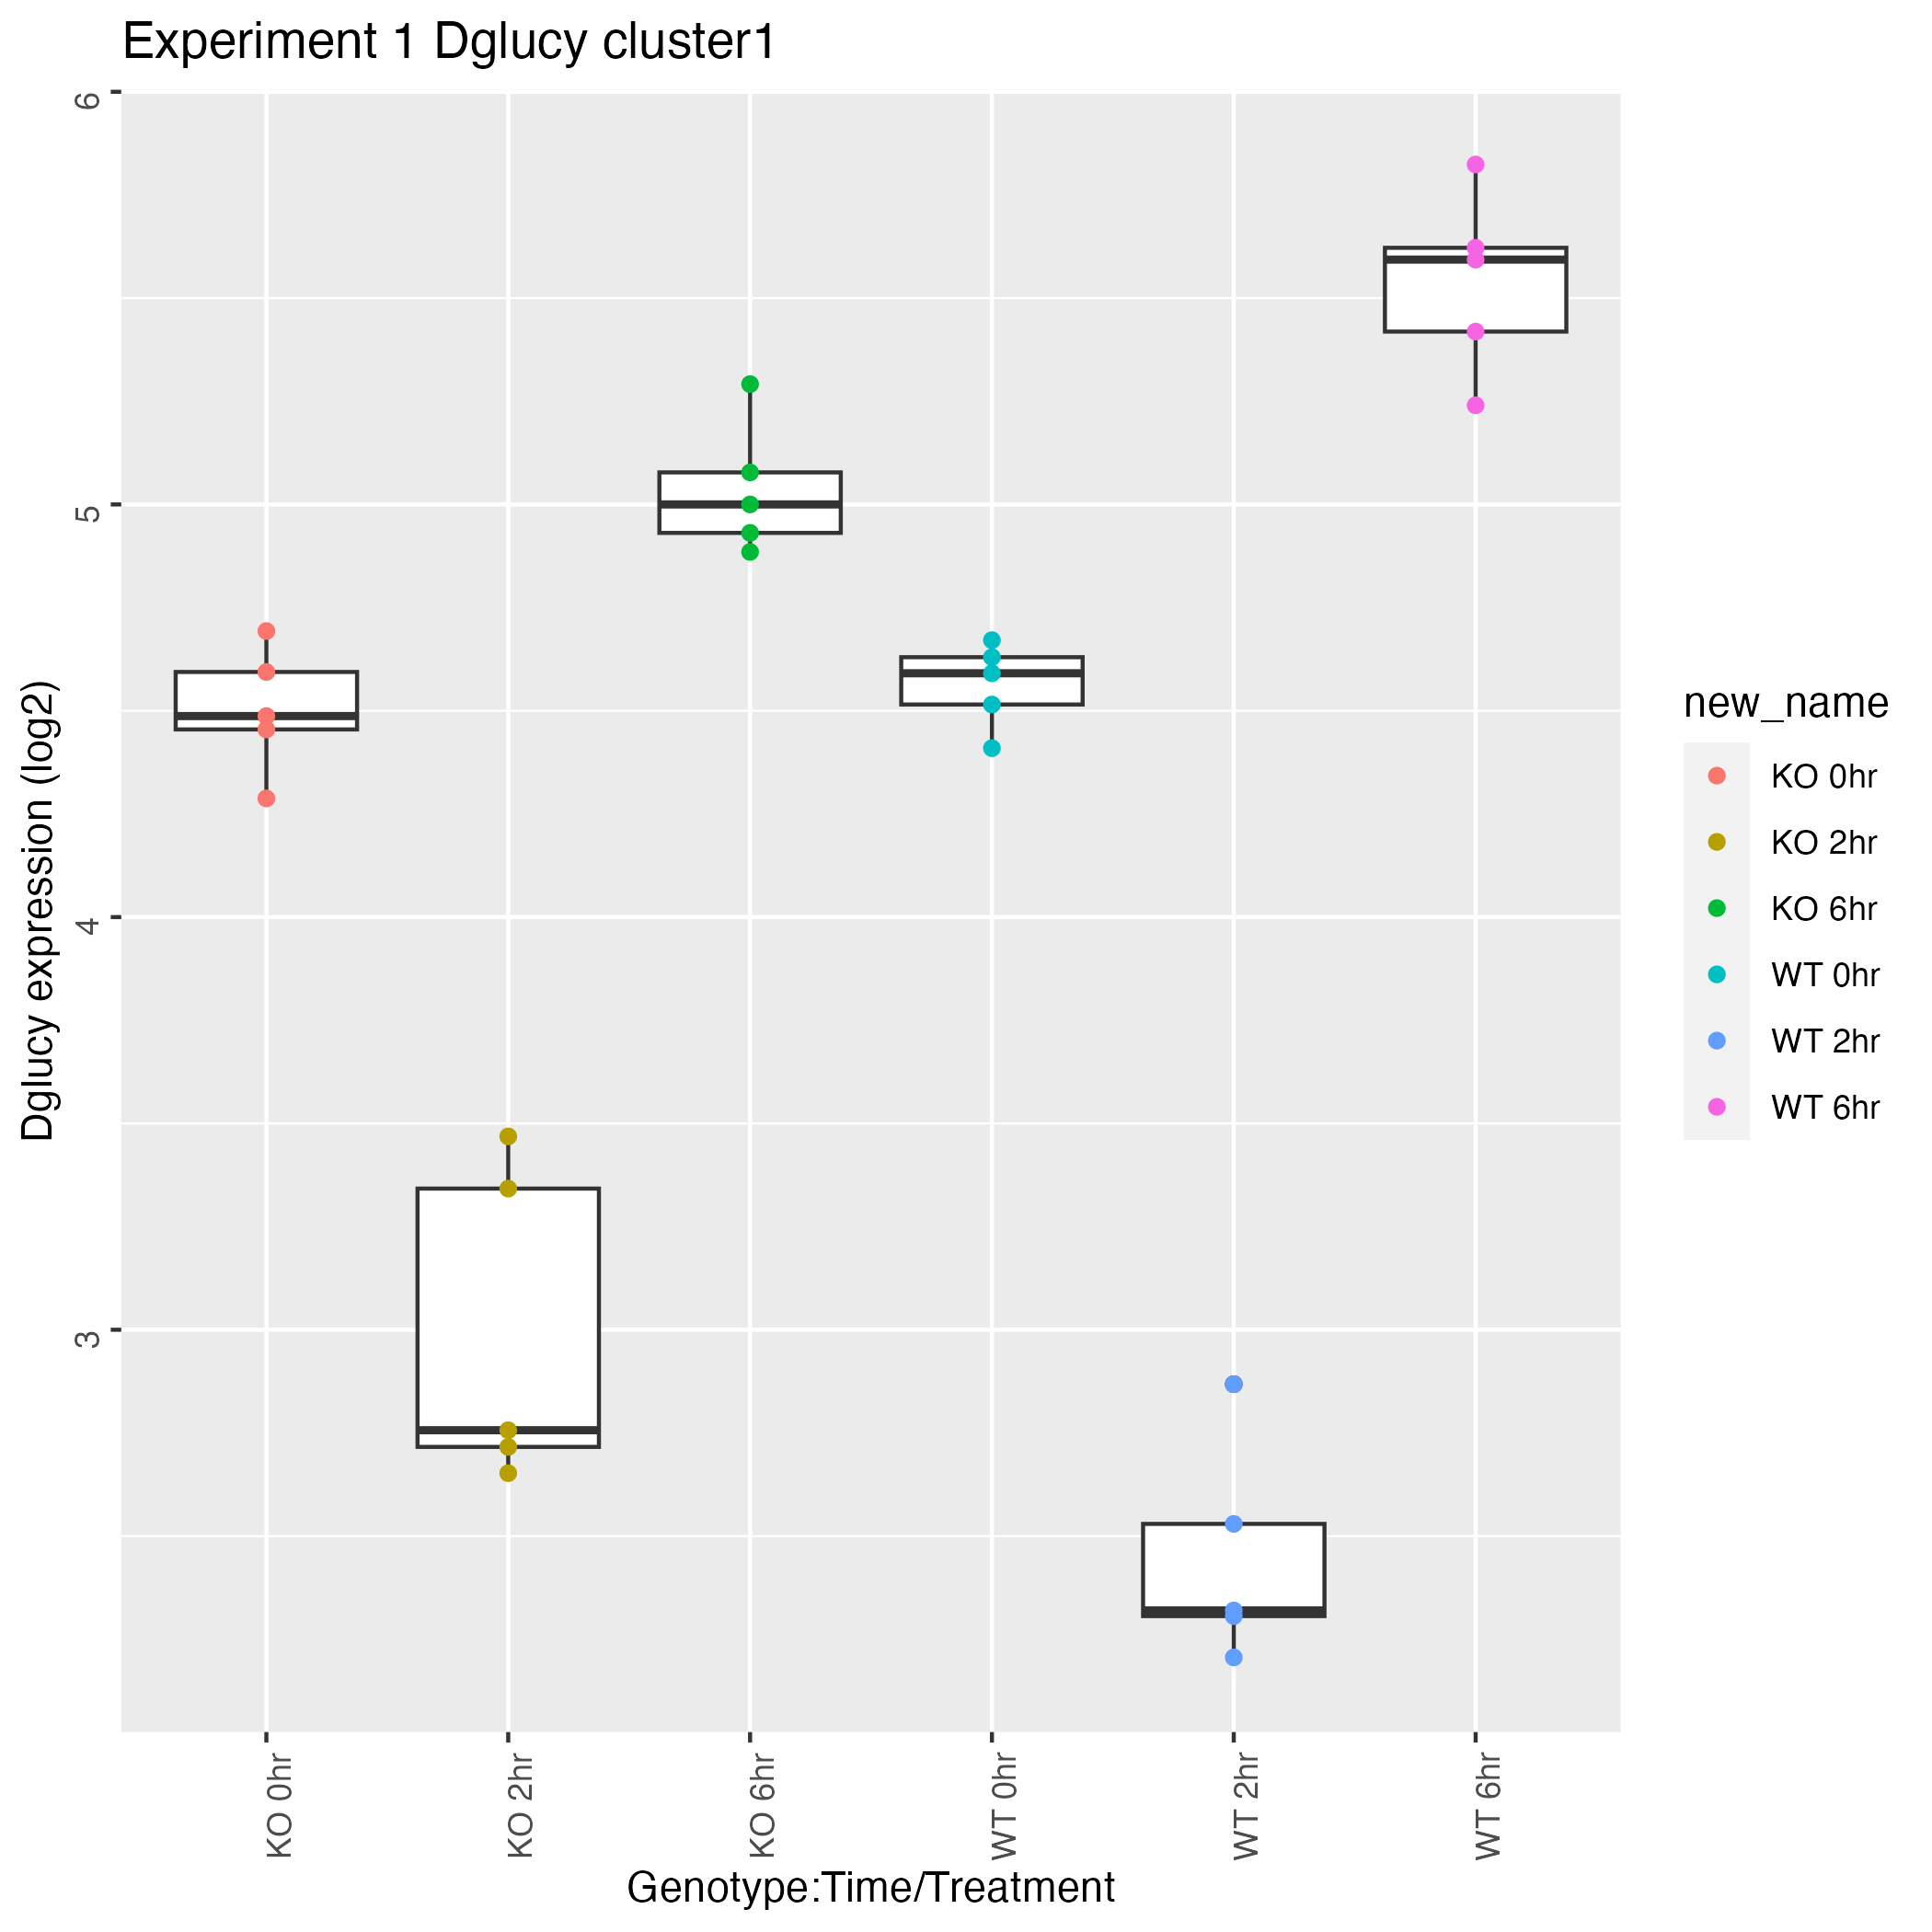 Experiment 1 Dglucy cluster1
Dglucy expression (log2)
6
5
4
3
KO 0hr
KO 2hr
KO 6hr
WT 0hr
WT 2hr
WT 6hr
Genotype:Time/Treatment
new_name
KO 0hr
KO 2hr
KO 6hr
WT 0hr
WT 2hr
WT 6hr